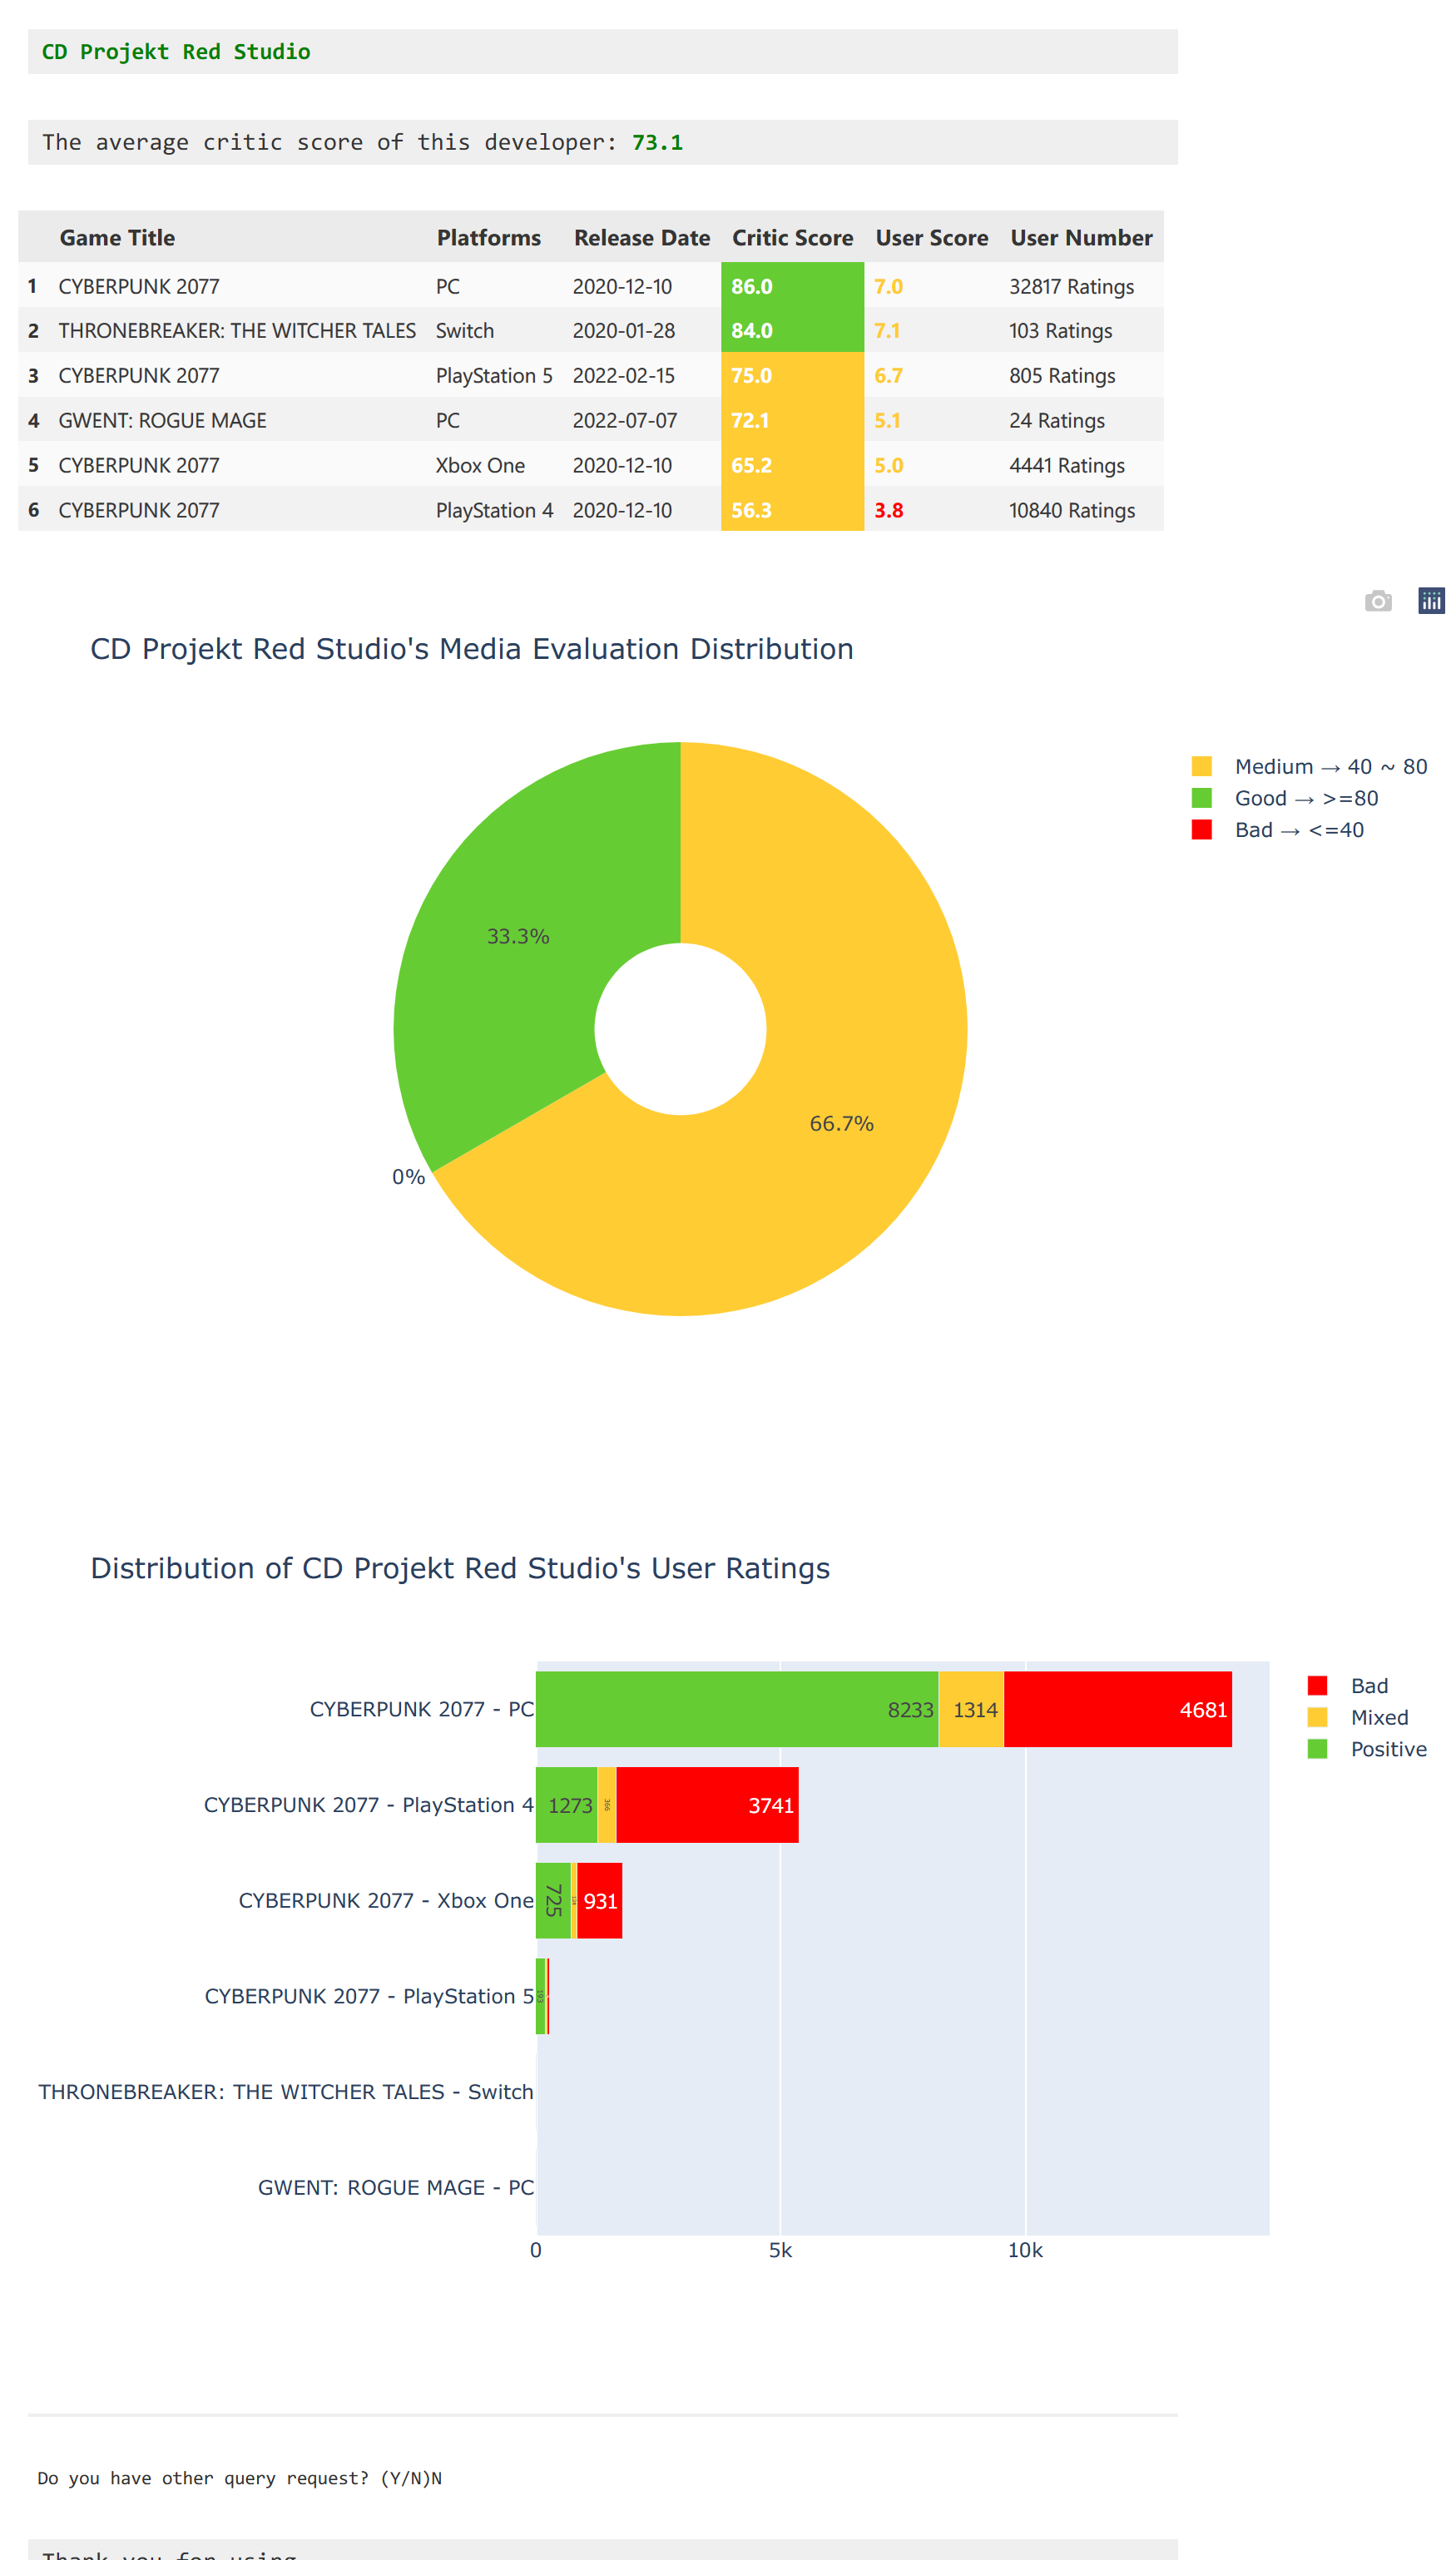 CD Projekt Red Studio
The average critic score of this developer: 73.1
Game Title Platforms Release Date Critic Score User Score User Number
1 CYBERPUNK 2077 PC 2020-12-10 86.0 7.0 32817 Ratings
2 THRONEBREAKER: THE WITCHER TALES Switch 2020-01-28 84.0 7.1 103 Ratings
3 CYBERPUNK 2077 PlayStation 5 2022-02-15 75.0 6.7 805 Ratings
4 GWENT: ROGUE MAGE PC 2022-07-07 72.1 5.1 24 Ratings
5 CYBERPUNK 2077 Xbox One 2020-12-10 65.2 5.0 4441 Ratings
6 CYBERPUNK 2077 PlayStation 4 2020-12-10 56.3 3.8 10840 Ratings
CD Projekt Red Studio's Media Evaluation Distribution
Medium → 40 ~ 80
Good → >=80
Bad → <=40
33.3%
66.7%
0%
Distribution of CD Projekt Red Studio's User Ratings
Bad
Mixed
Positive
CYBERPUNK 2077 - PC 8233 1314 4681
CYBERPUNK 2077 - PlayStation 4 1273 366 3741
CYBERPUNK 2077 - Xbox One 725 931
CYBERPUNK 2077 - PlayStation 5 193
THRONEBREAKER: THE WITCHER TALES - Switch
GWENT: ROGUE MAGE - PC
0 5k 10k
Do you have other query request? (Y/N)N
Thank you for using